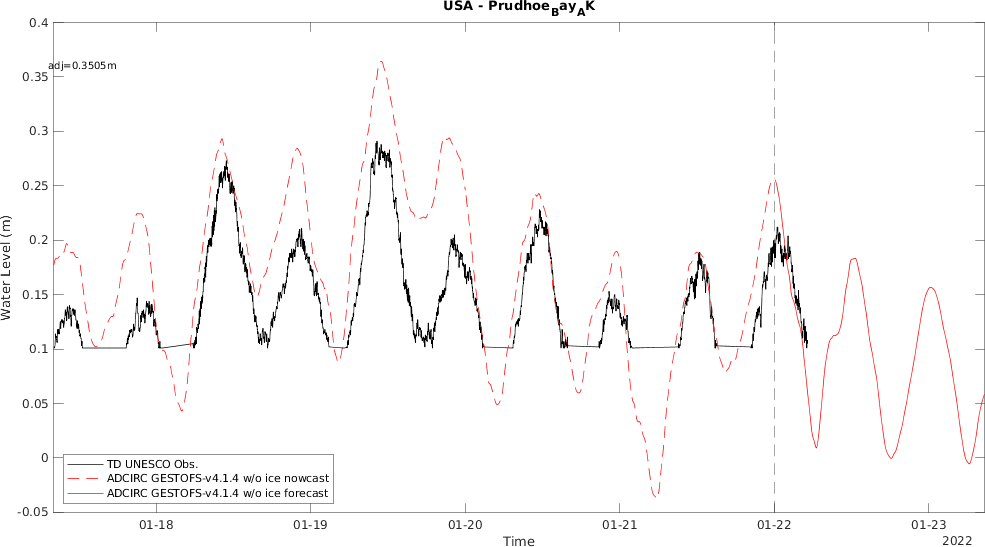 USA - Prudhoe_Bay_AK
0.4
adj=0.3505m
0.35
0.3
0.25
0.2
0.15
0.1
0.05
0
-0.05
Water Level (m)
TD UNESCO Obs.
ADCIRC GESTOFS-v4.1.4 w/o ice nowcast
ADCIRC GESTOFS-v4.1.4 w/o ice forecast
01-18 01-19 01-20 01-21 01-22 01-23
Time
2022